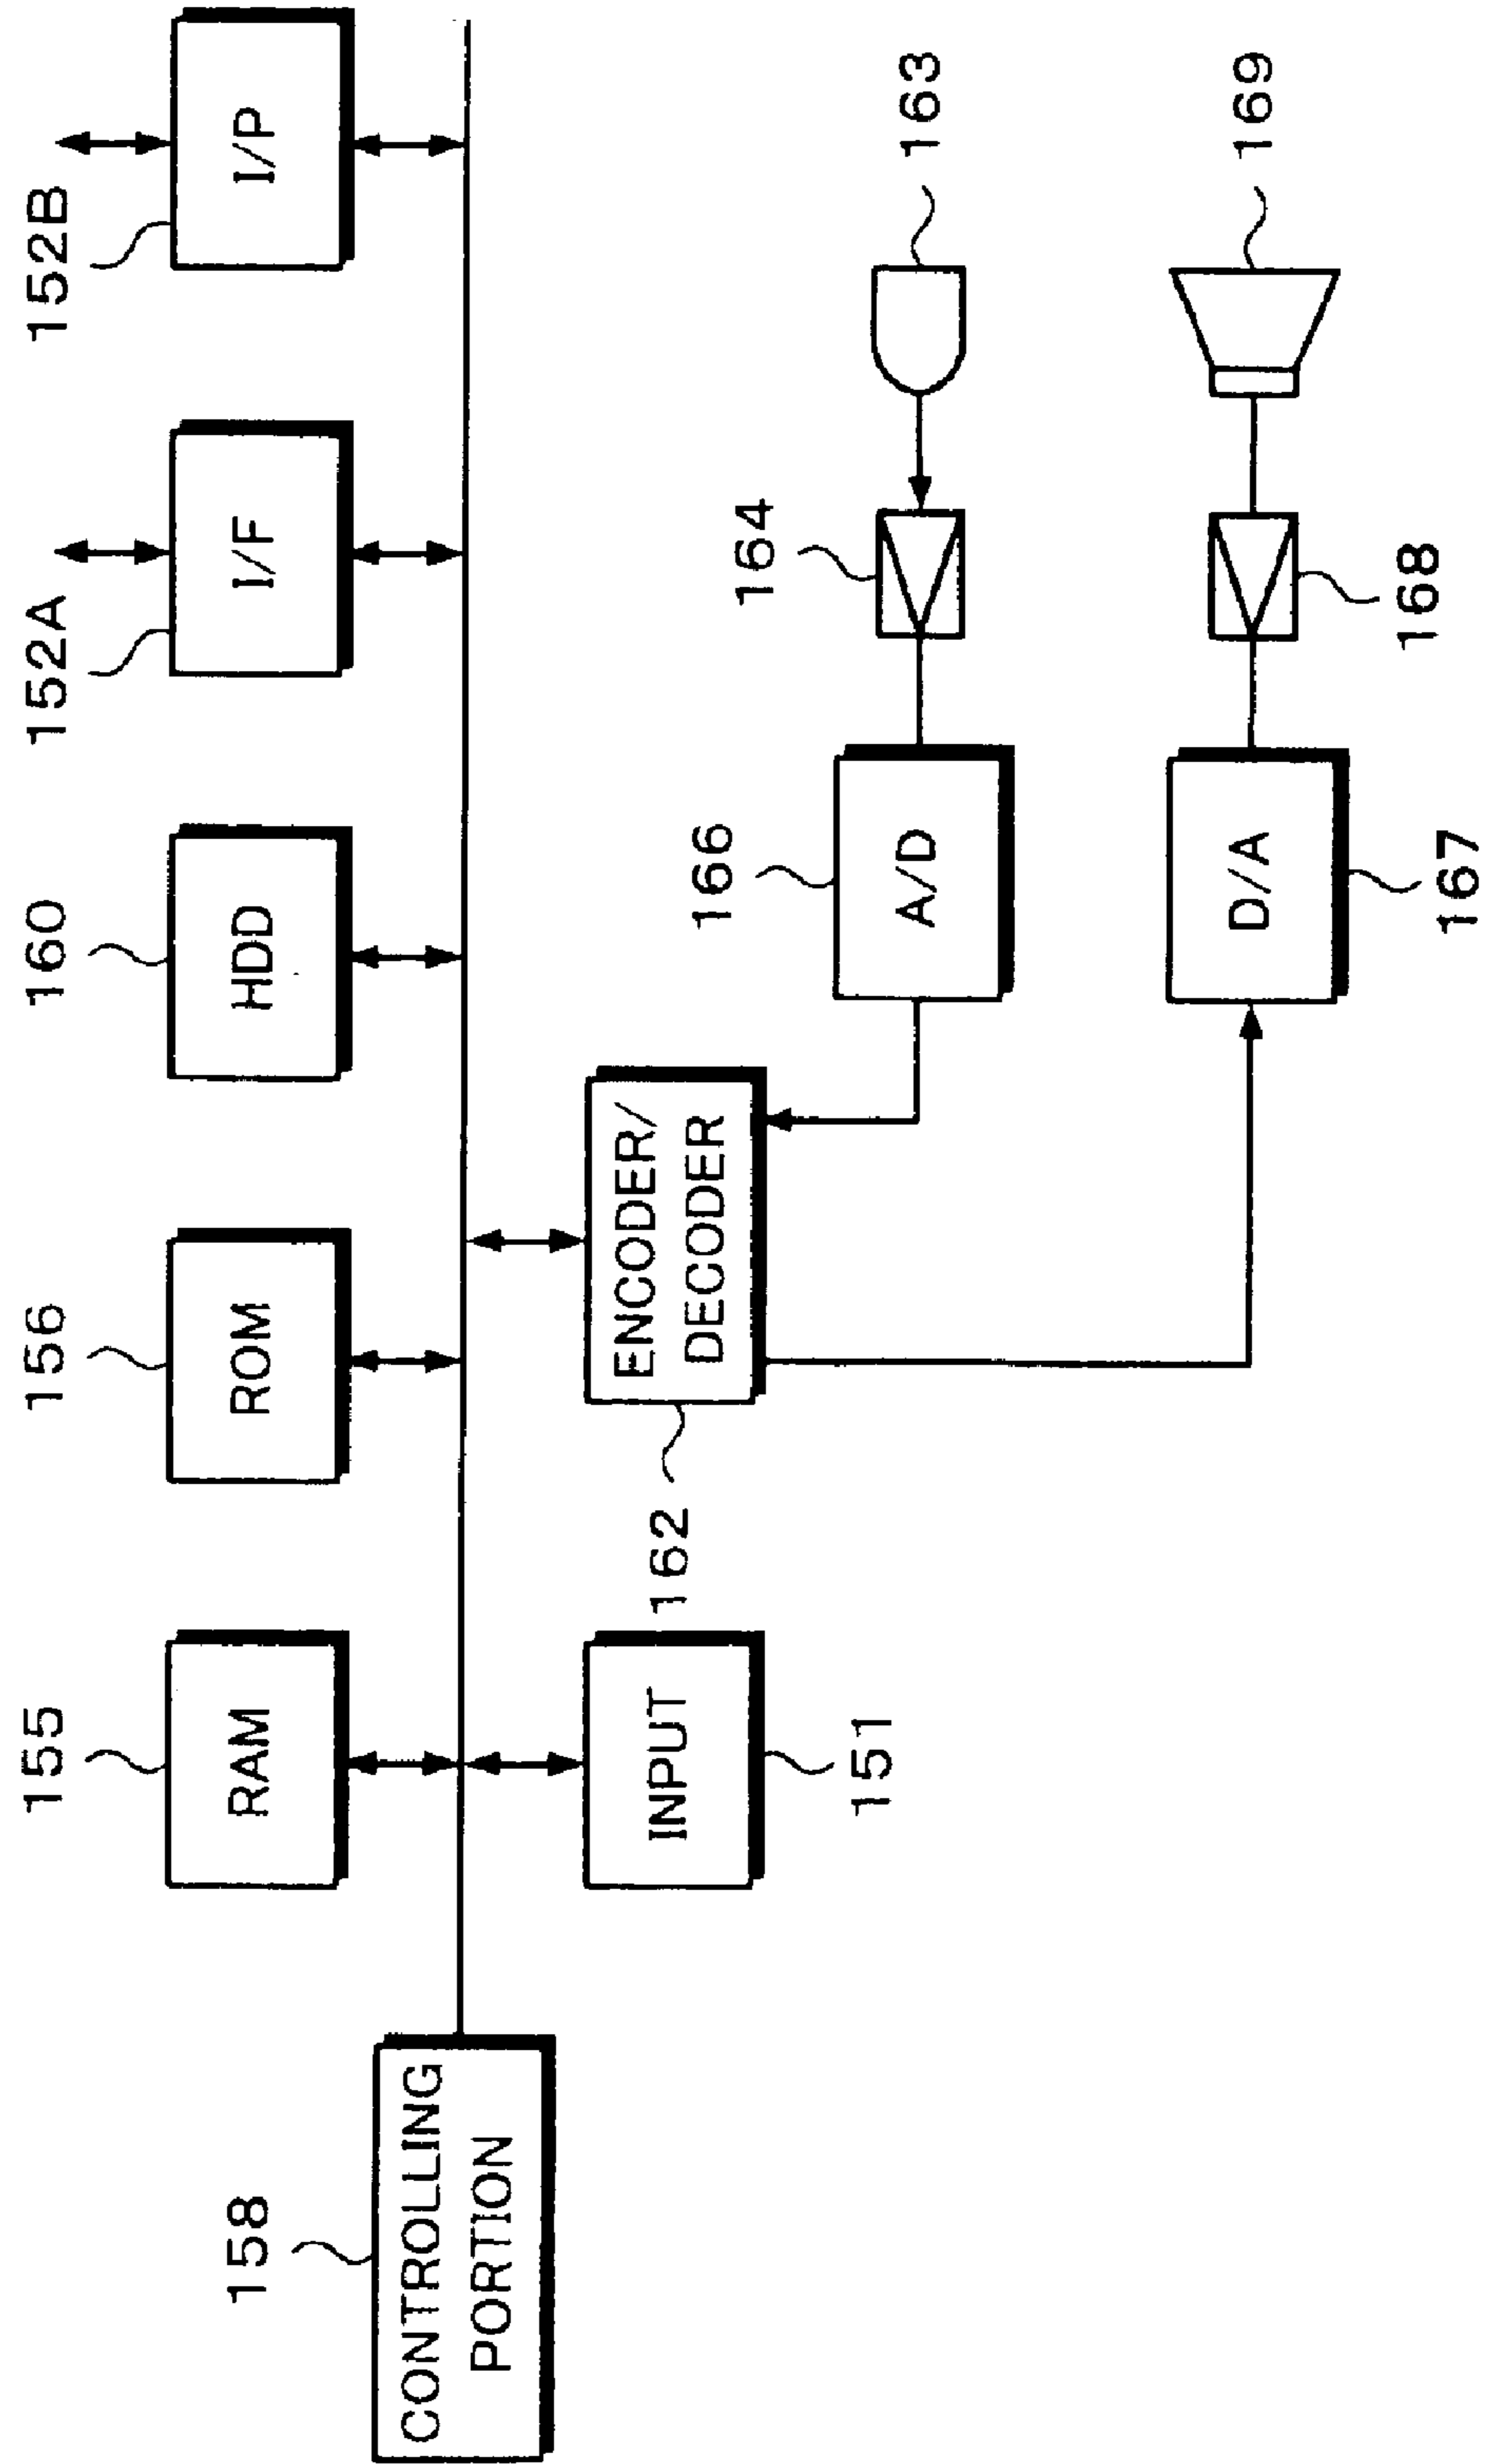 155
156
160
152A
152B
RAM
ROM
HDD
I/F
I/P
158
CONTROLLING
PORTION
INPUT
151
162
ENCODER/
DECODER
166
164
163
A/D
D/A
167
168
169